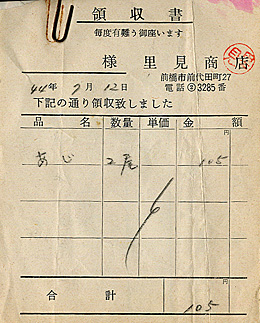 領収書
毎度有難う御座います
様 里見商店
前橋市前代田町27
電話②3285番
44年7月12日
下記の通り領収致しました
品名 数量 単価 金額
円
あじ 2尾 105
円
合計 105